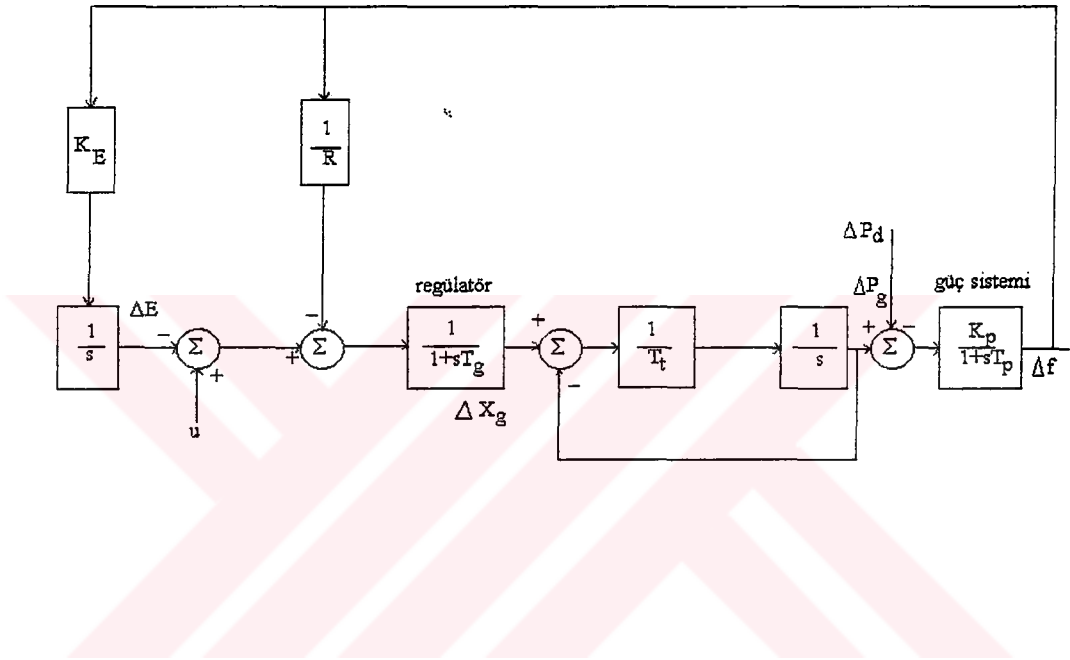 K_E
1
R
ΔP_d
regülatör
ΔP_g
güç sistemi
ΔE
1
s
Σ
Σ
1
1+sT_g
Σ
1
T_t
1
s
Σ
K_p
1+sT_p
Δf
u
ΔX_g
- + - + + - + -